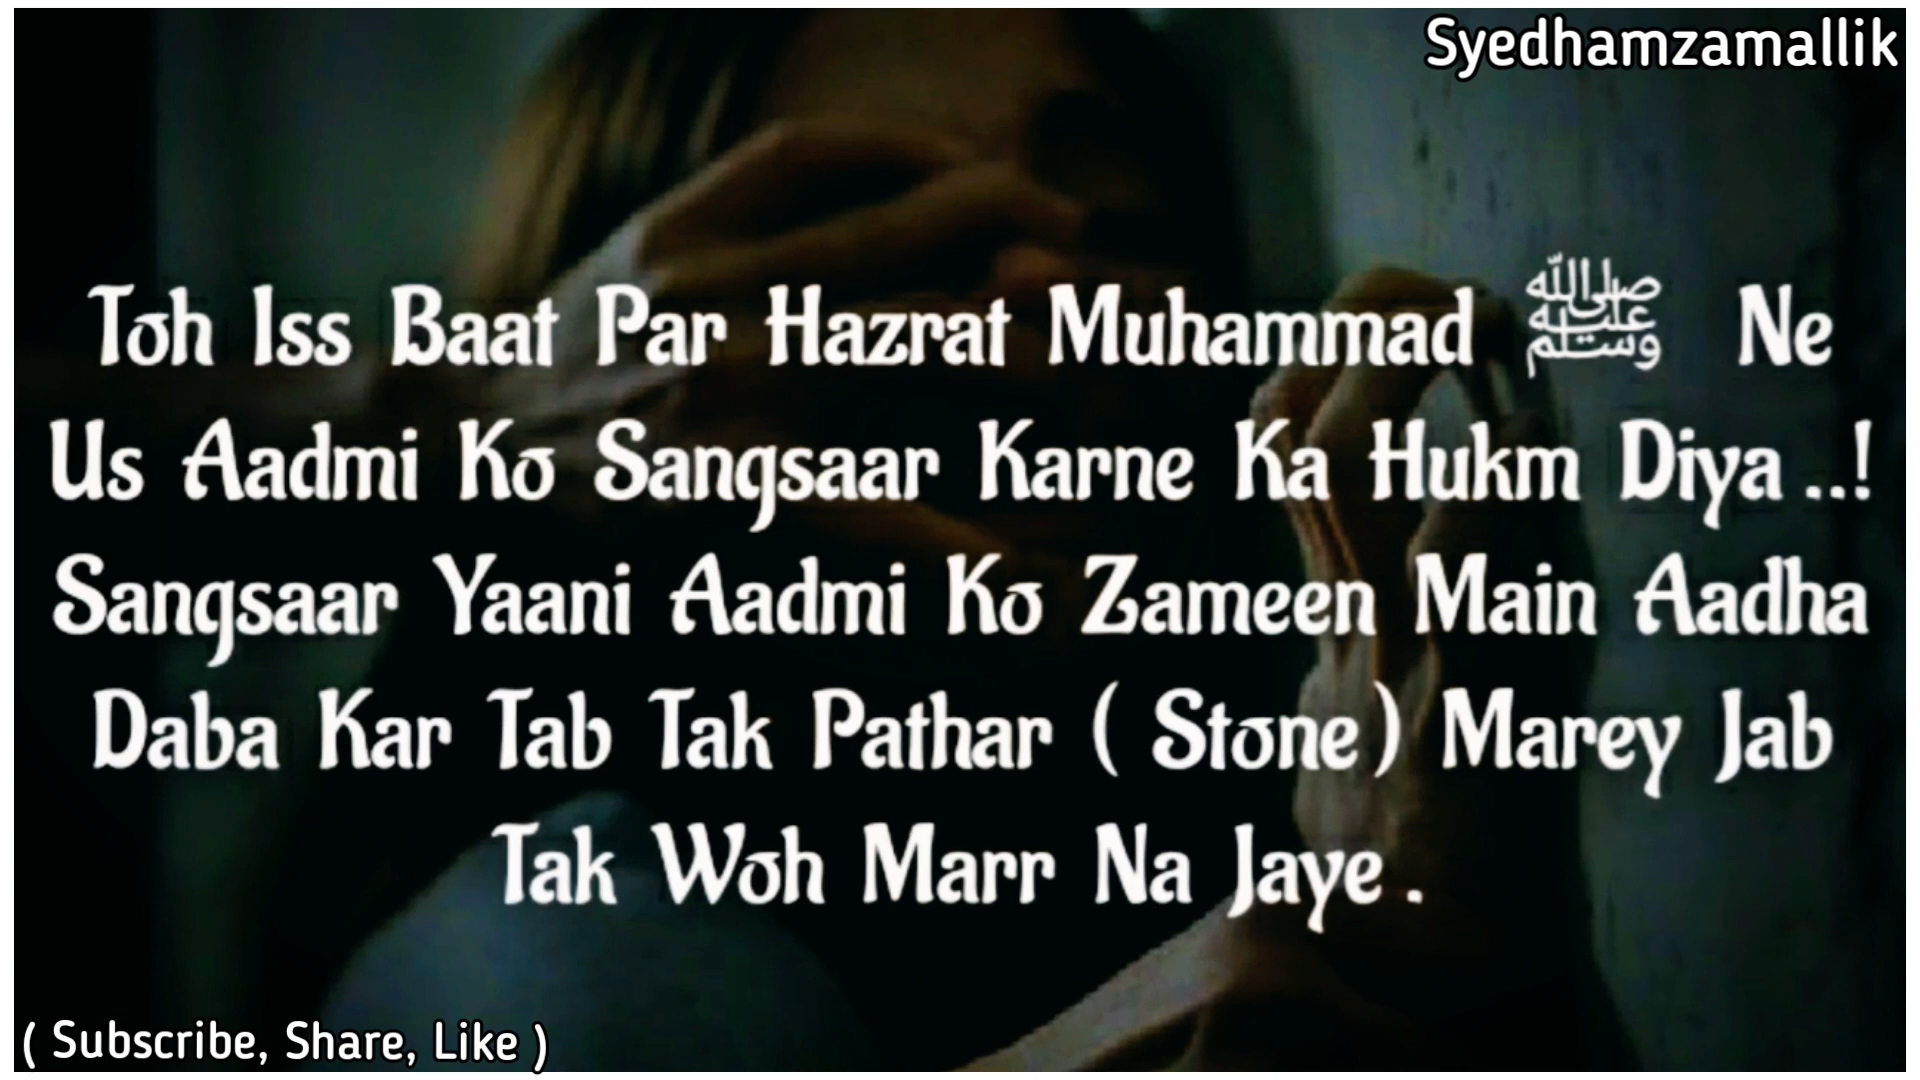 Syedhamzamallik
Toh Iss Baat Par Hazrat Muhammad ﷺ Ne
Us Aadmi Ko Sangsaar Karne Ka Hukm Diya ..!
Sangsaar Yaani Aadmi Ko Zameen Main Aadha
Daba Kar Tab Tak Pathar ( Stone ) Marey Jab
Tak Woh Marr Na Jaye .
( Subscribe, Share, Like )